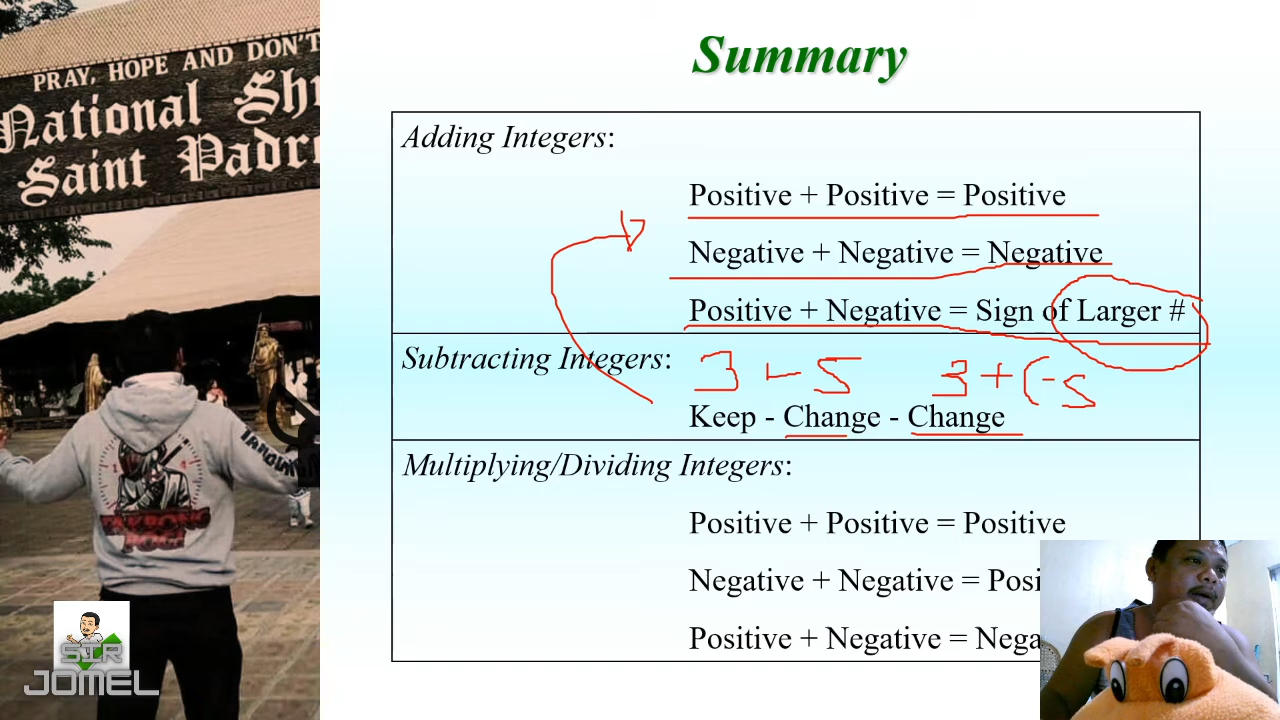 PRAY, HOPE AND DON'T
National Sh
Saint Padr
SIR
JOMEL
Summary
Adding Integers:
Positive + Positive = Positive
Negative + Negative = Negative
Positive + Negative = Sign of Larger #
Subtracting Integers:
3 - 5 3 + (-5
Keep - Change - Change
Multiplying/Dividing Integers:
Positive + Positive = Positive
Negative + Negative = Posi
Positive + Negative = Nega